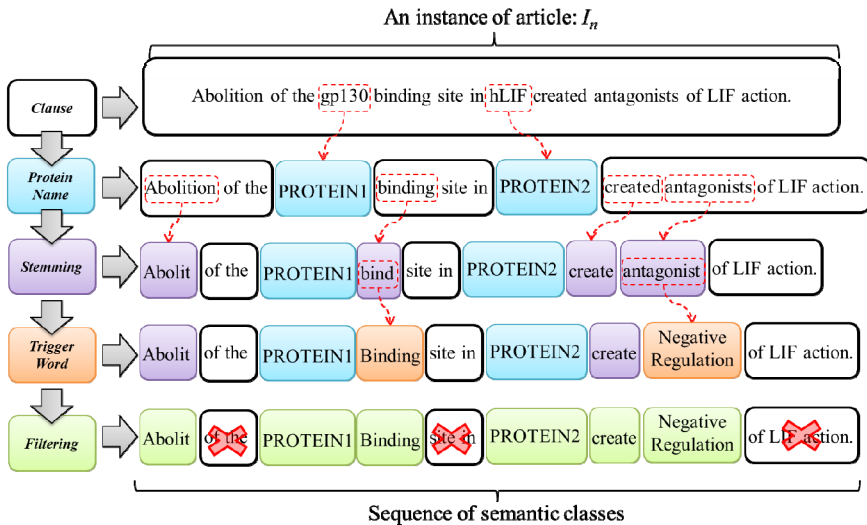 An instance of article: In
Clause
Abolition of the gp130 binding site in hLIF created antagonists of LIF action.
Protein
Name
Abolition of the PROTEIN1 binding site in PROTEIN2 created antagonists of LIF action.
Stemming
Abolit of the PROTEIN1 bind site in PROTEIN2 create antagonist of LIF action.
Trigger
Word
Abolit of the PROTEIN1 Binding site in PROTEIN2 create Negative
Regulation of LIF action.
Filtering
Abolit of the PROTEIN1 Binding site in PROTEIN2 create Negative
Regulation of LIF action.
Sequence of semantic classes